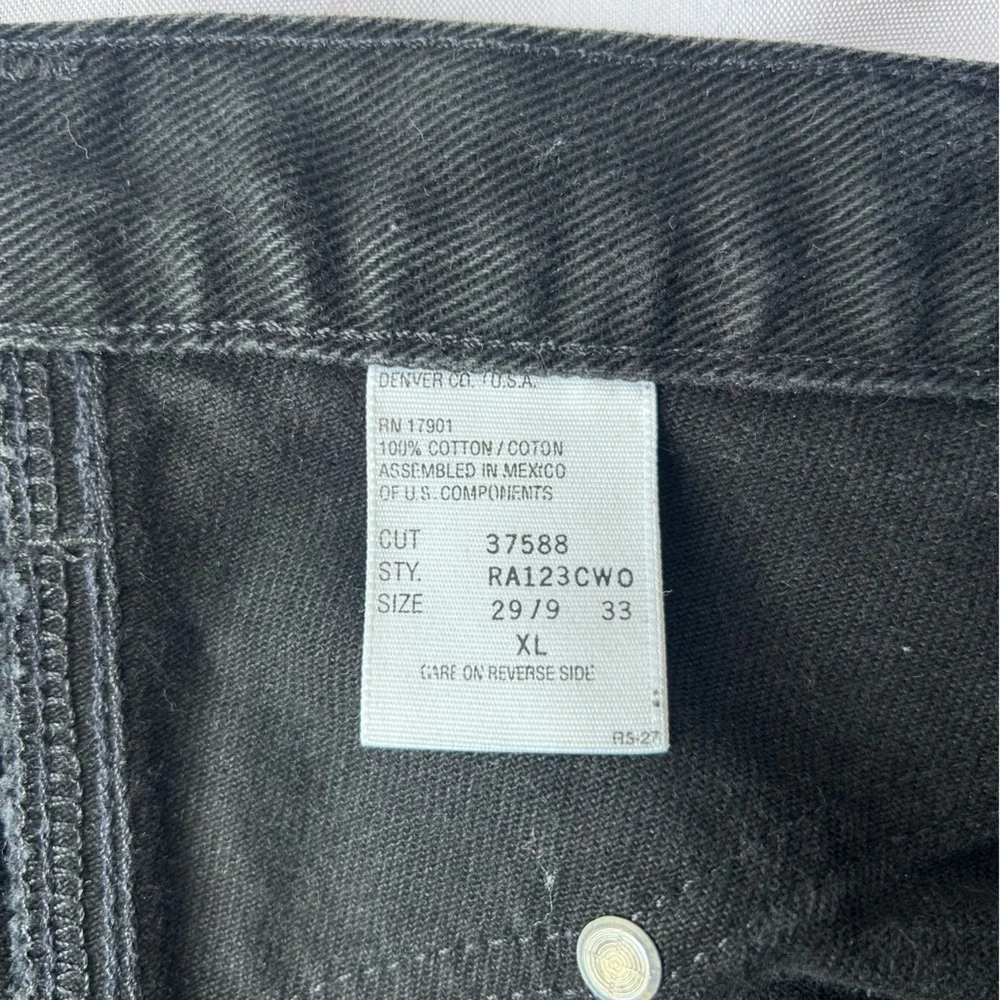 DENVER CO. / U.S.A.
RN 17901
100% COTTON / COTON
ASSEMBLED IN MEXICO
OF U.S. COMPONENTS
CUT 37588
STY. RA123CWO
SIZE 29/9 33
XL
CARE ON REVERSE SIDE
RS-27